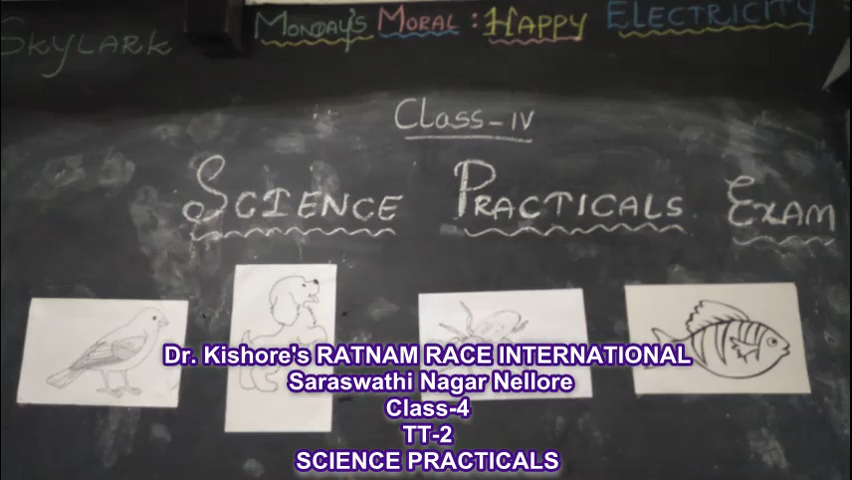 SKYLARK
MONDAY'S MORAL : HAPPY ELECTRICITY
Class-IV
SCIENCE PRACTICALS EXAM
Dr. Kishore's RATNAM RACE INTERNATIONAL
Saraswathi Nagar Nellore
Class-4
TT-2
SCIENCE PRACTICALS